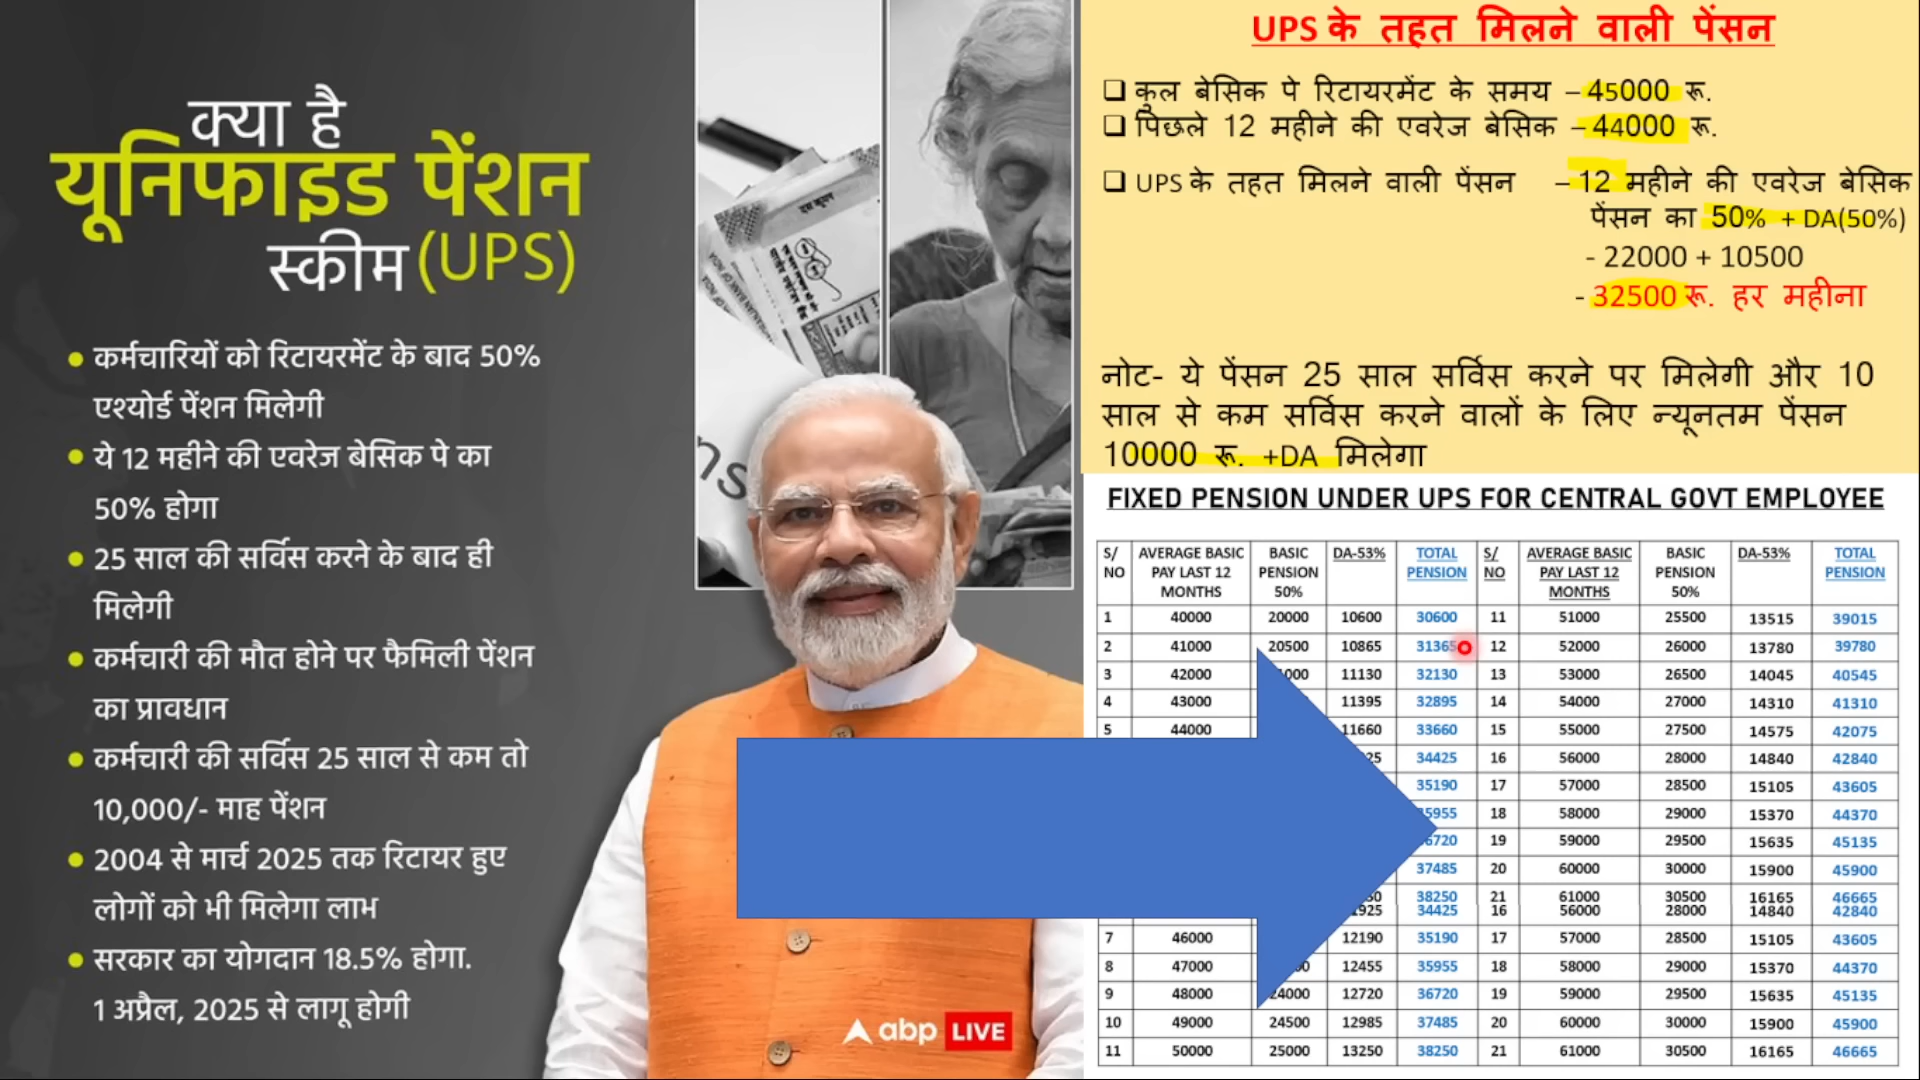 क्या है
यूनिफाइड पेंशन
स्कीम (UPS)
कर्मचारियों को रिटायरमेंट के बाद 50%
एश्योर्ड पेंशन मिलेगी
ये 12 महीने की एवरेज बेसिक पे का
50% होगा
25 साल की सर्विस करने के बाद ही
मिलेगी
कर्मचारी की मौत होने पर फैमिली पेंशन
का प्रावधान
कर्मचारी की सर्विस 25 साल से कम तो
10,000/- माह पेंशन
2004 से मार्च 2025 तक रिटायर हुए
लोगों को भी मिलेगा लाभ
सरकार का योगदान 18.5% होगा.
1 अप्रैल, 2025 से लागू होगी
abp LIVE
UPS के तहत मिलने वाली पेंसन
कुल बेसिक पे रिटायरमेंट के समय – 45000 रू.
पिछले 12 महीने की एवरेज बेसिक – 44000 रू.
UPS के तहत मिलने वाली पेंसन – 12 महीने की एवरेज बेसिक
पेंसन का 50% + DA(50%)
- 22000 + 10500
- 32500 रू. हर महीना
नोट- ये पेंसन 25 साल सर्विस करने पर मिलेगी और 10
साल से कम सर्विस करने वालों के लिए न्यूनतम पेंसन
10000 रू. +DA मिलेगा
FIXED PENSION UNDER UPS FOR CENTRAL GOVT EMPLOYEE
S/ NO AVERAGE BASIC PAY LAST 12 MONTHS BASIC PENSION 50% DA-53% TOTAL PENSION S/ NO AVERAGE BASIC PAY LAST 12 MONTHS BASIC PENSION 50% DA-53% TOTAL PENSION
1 40000 20000 10600 30600 11 51000 25500 13515 39015
2 41000 20500 10865 31365 12 52000 26000 13780 39780
3 42000 11130 32130 13 53000 26500 14045 40545
4 43000 11395 32895 14 54000 27000 14310 41310
5 44000 11660 33660 15 55000 27500 14575 42075
34425 16 56000 28000 14840 42840
35190 17 57000 28500 15105 43605
18 58000 29000 15370 44370
19 59000 29500 15635 45135
37485 20 60000 30000 15900 45900
38250 21 61000 30500 16165 46665
34425 16 56000 28000 14840 42840
7 46000 12190 35190 17 57000 28500 15105 43605
8 47000 12455 35955 18 58000 29000 15370 44370
9 48000 24000 12720 36720 19 59000 29500 15635 45135
10 49000 24500 12985 37485 20 60000 30000 15900 45900
11 50000 25000 13250 38250 21 61000 30500 16165 46665